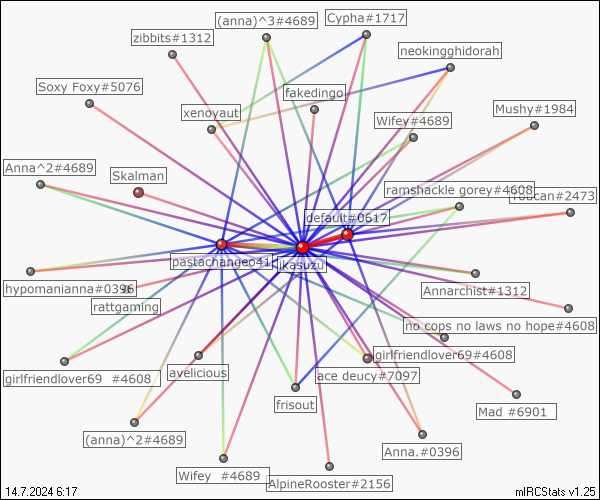 (anna)^3#4689
Cypha#1717
zibbits#1312
neokingghidorah
Soxy Foxy#5076
fakedingo
xenoyaut
Mushy#1984
Wifey#4689
Anna^2#4689
Skalman
ramshackle gorey#4608
Toucan#2473
default#0617
pastachangeo41
likasuzu
hypomanianna#0396
Annarchist#1312
rattgaming
no cops no laws no hope#4608
girlfriendlover69#4608
girlfriendlover69 #4608
avelicious
ace deucy#7097
frisout
Mad #6901
(anna)^2#4689
Anna.#0396
Wifey #4689
AlpineRooster#2156
14.7.2024 6:17
mIRCStats v1.25